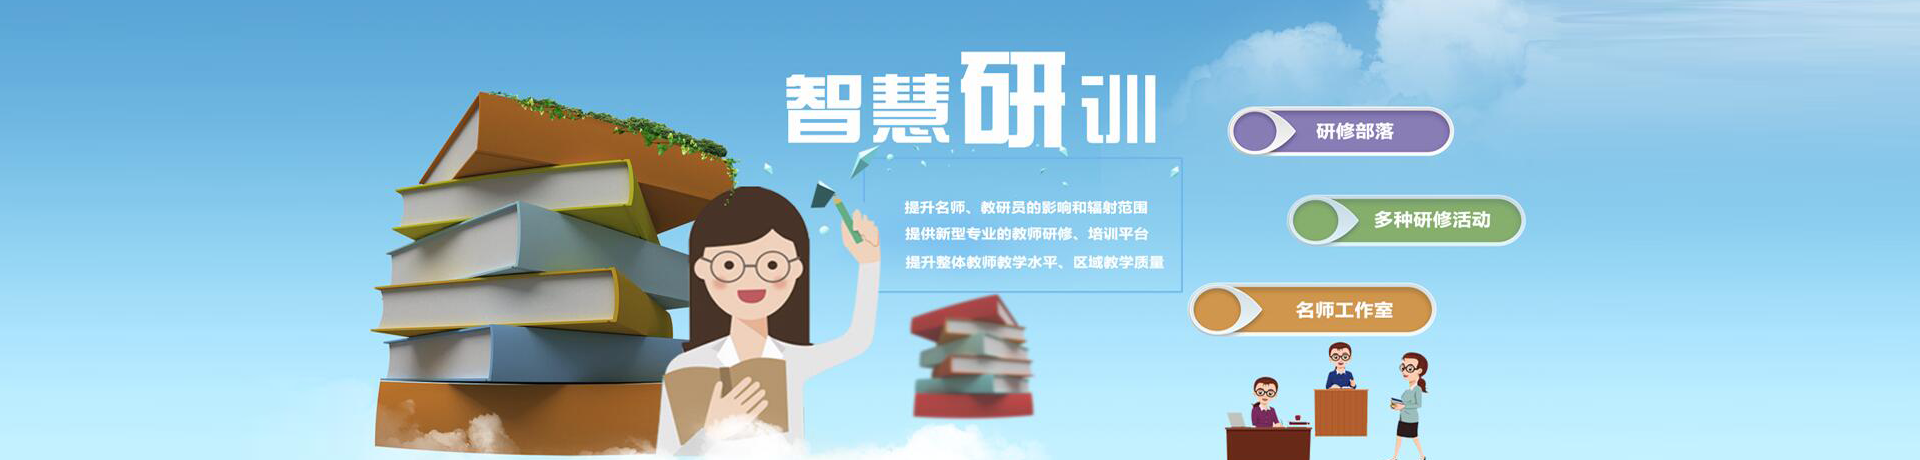 智慧研训
提升名师、教研员的影响和辐射范围
提供新型专业的教师研修、培训平台
提升整体教师教学水平、区域教学质量
研修部落
多种研修活动
名师工作室